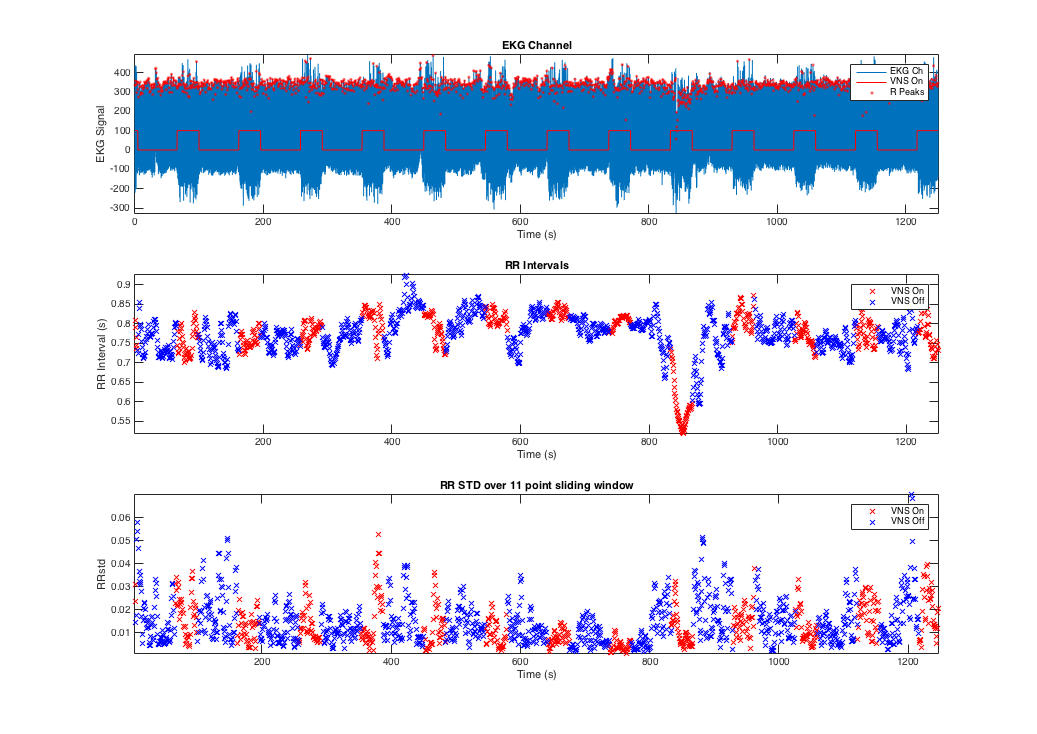 EKG Channel
EKG Signal
400
300
200
100
0
-100
-200
-300
EKG Ch
VNS On
R Peaks
0 200 400 600 800 1000 1200
Time (s)
RR Intervals
RR Interval (s)
0.9
0.85
0.8
0.75
0.7
0.65
0.6
0.55
VNS On
VNS Off
200 400 600 800 1000 1200
Time (s)
RR STD over 11 point sliding window
RRstd
0.06
0.05
0.04
0.03
0.02
0.01
VNS On
VNS Off
200 400 600 800 1000 1200
Time (s)